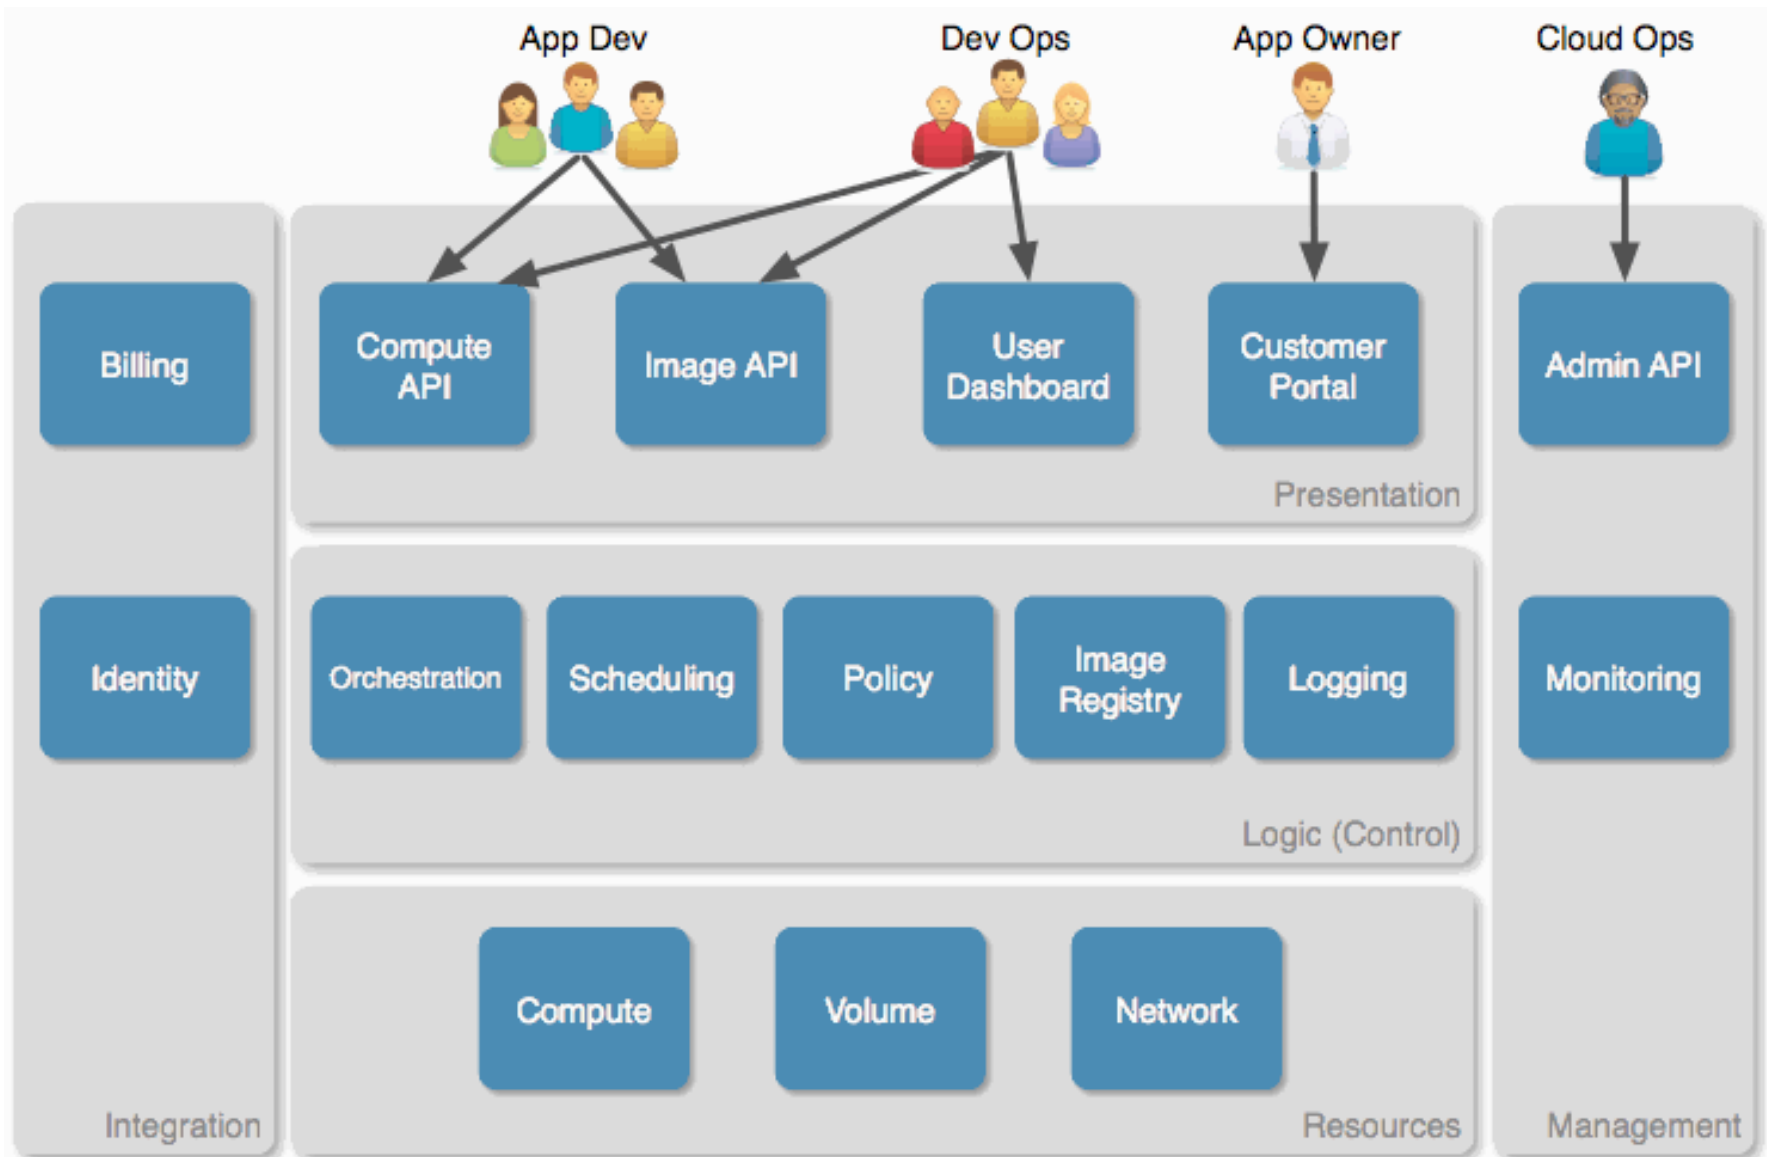 App Dev
Dev Ops
App Owner
Cloud Ops
Billing
Compute
API
Image API
User
Dashboard
Customer
Portal
Admin API
Presentation
Identity
Orchestration
Scheduling
Policy
Image
Registry
Logging
Monitoring
Logic (Control)
Compute
Volume
Network
Integration
Resources
Management